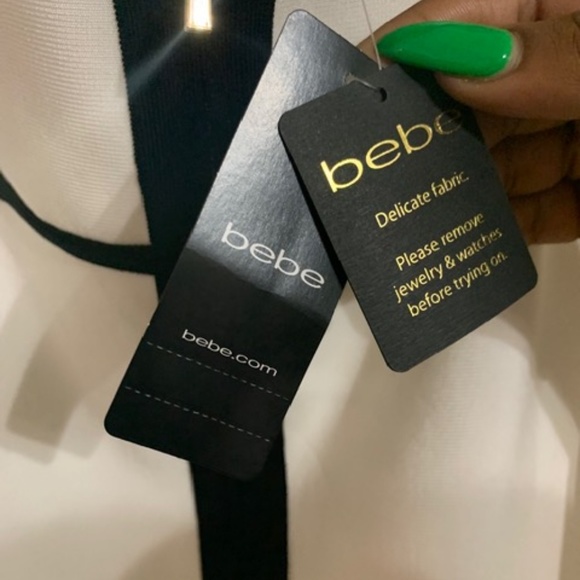 bebe
Delicate fabric.
Please remove
jewelry & watches
before trying on.
bebe
bebe.com